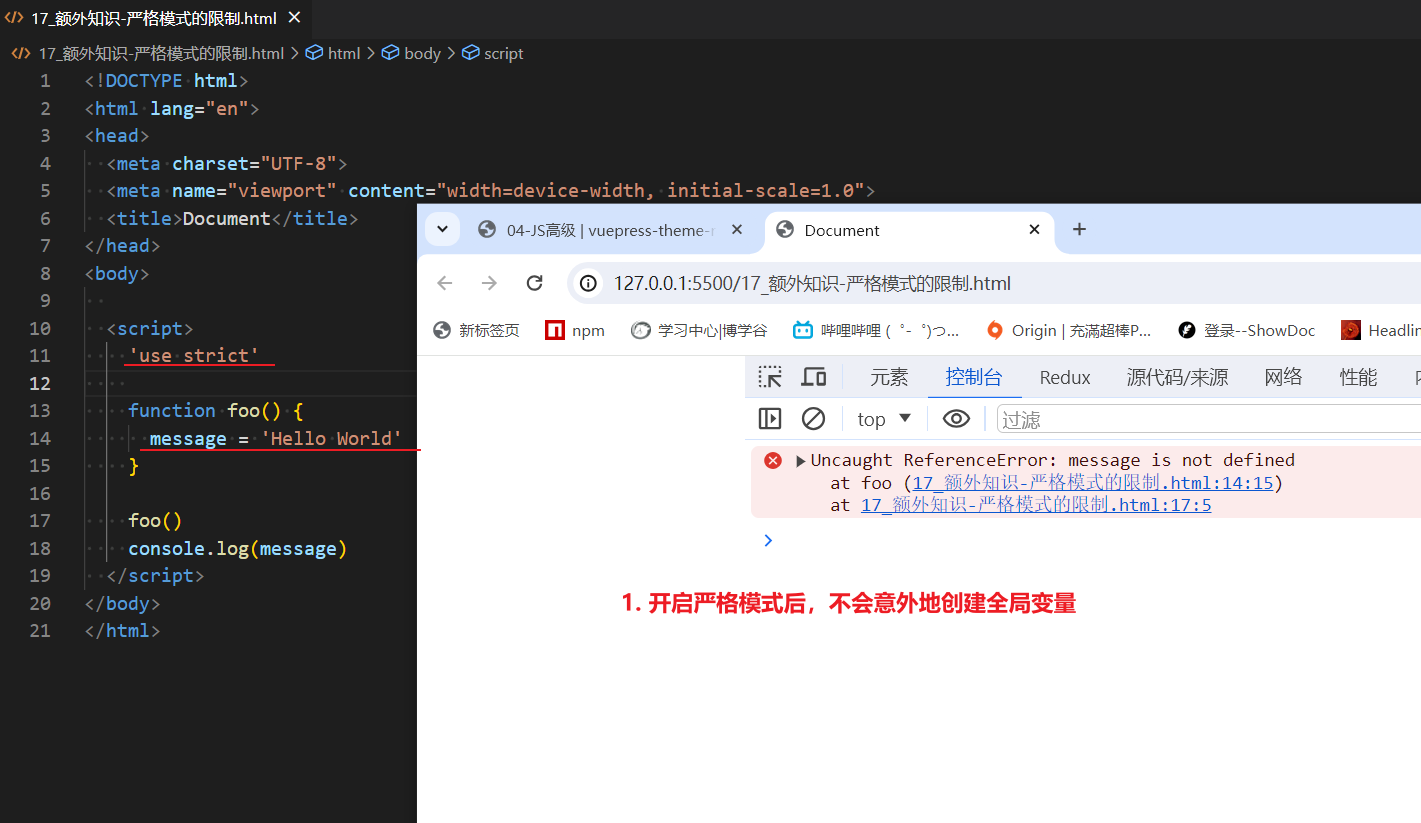 17_额外知识-严格模式的限制.html
17_额外知识-严格模式的限制.html > html > body > script
1 <!DOCTYPE html>
2 <html lang="en">
3 <head>
4 <meta charset="UTF-8">
5 <meta name="viewport" content="width=device-width, initial-scale=1.0">
6 <title>Document</title>
7 </head>
8 <body>
9
10 <script>
11 'use strict'
12
13 function foo() {
14 message = 'Hello World'
15 }
16
17 foo()
18 console.log(message)
19 </script>
20 </body>
21 </html>
04-JS高级 | vuepress-theme-
Document
127.0.0.1:5500/17_额外知识-严格模式的限制.html
新标签页 npm 学习中心|博学谷 哔哩哔哩 (゜-゜)つ... Origin | 充滿超棒P... 登录--ShowDoc Headlin
元素 控制台 Redux 源代码/来源 网络 性能
top 过滤
Uncaught ReferenceError: message is not defined
at foo (17_额外知识-严格模式的限制.html:14:15)
at 17_额外知识-严格模式的限制.html:17:5
1. 开启严格模式后，不会意外地创建全局变量